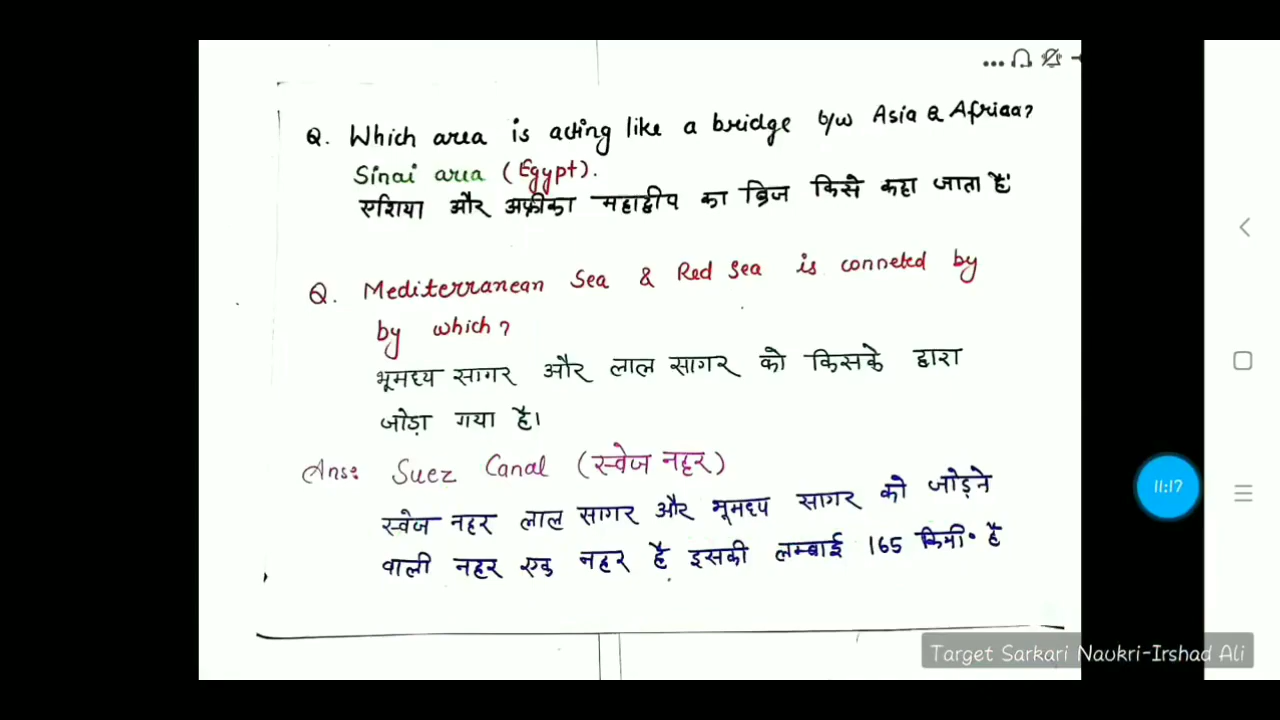 Q. Which area is acting like a bridge b/w Asia & Africa?
Sinai area (Egypt).
एशिया और अफ्रीका महाद्वीप का ब्रिज किसे कहा जाता है
Q. Mediterranean Sea & Red Sea is conneted by
by which?
भूमध्य सागर और लाल सागर को किसके द्वारा
जोड़ा गया है।
Ans: Suez Canal (स्वेज नहर)
स्वेज नहर लाल सागर और भूमध्य सागर को जोड़ने
वाली नहर एक नहर है इसकी लम्बाई 165 किमी. है
11:17
Target Sarkari Naukri-Irshad Ali